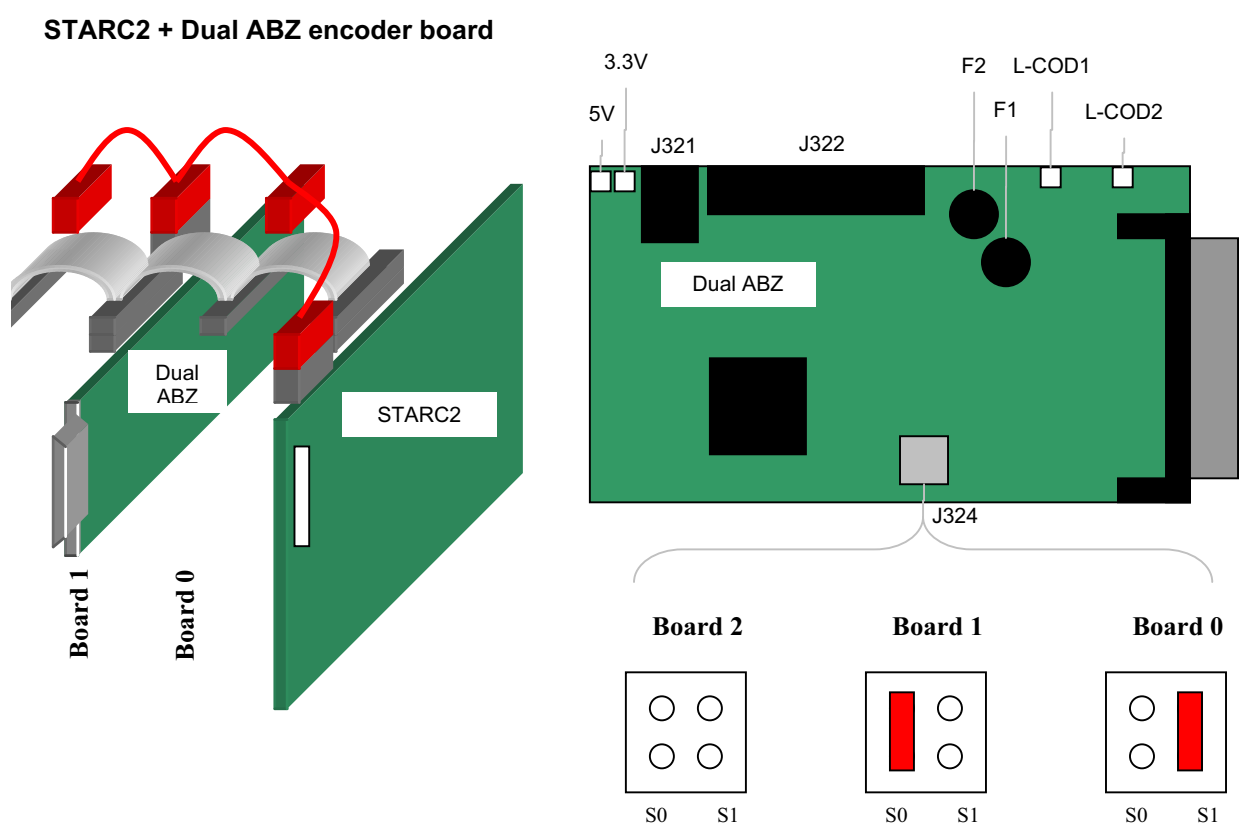 STARC2 + Dual ABZ encoder board
3.3V
5V
J321
J322
F2
F1
L-COD1
L-COD2
Dual
ABZ
STARC2
Board 1
Board 0
Dual ABZ
J324
Board 2
Board 1
Board 0
S0 S1
S0 S1
S0 S1